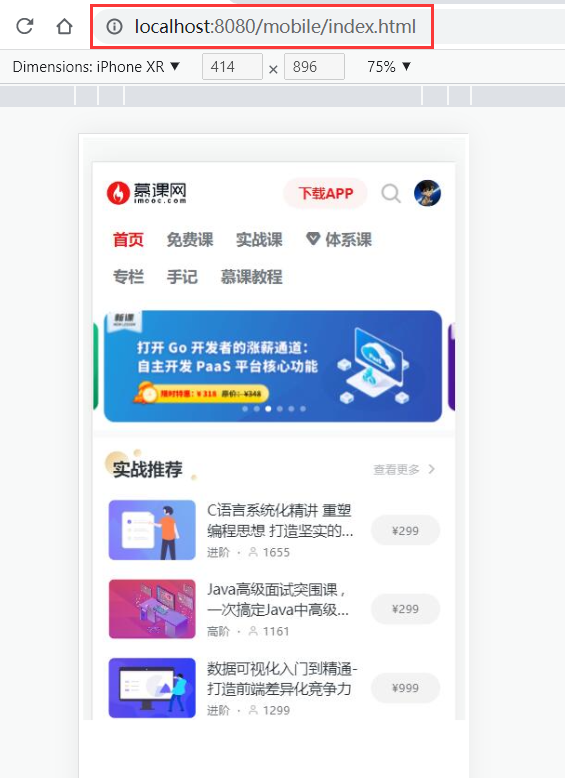 localhost:8080/mobile/index.html
Dimensions: iPhone XR ▼ 414 × 896 75% ▼
慕课网
imooc.com
下载APP
首页 免费课 实战课 体系课
专栏 手记 慕课教程
新课
打开 Go 开发者的涨薪通道：
自主开发 PaaS 平台核心功能
限时特惠：¥318 原价：¥348
实战推荐 查看更多 >
C语言系统化精讲 重塑
编程思想 打造坚实的...
¥299
进阶 · 1655
Java高级面试突围课，
一次搞定Java中高级...
¥299
高阶 · 1161
数据可视化入门到精通-
打造前端差异化竞争力
¥999
进阶 · 1299